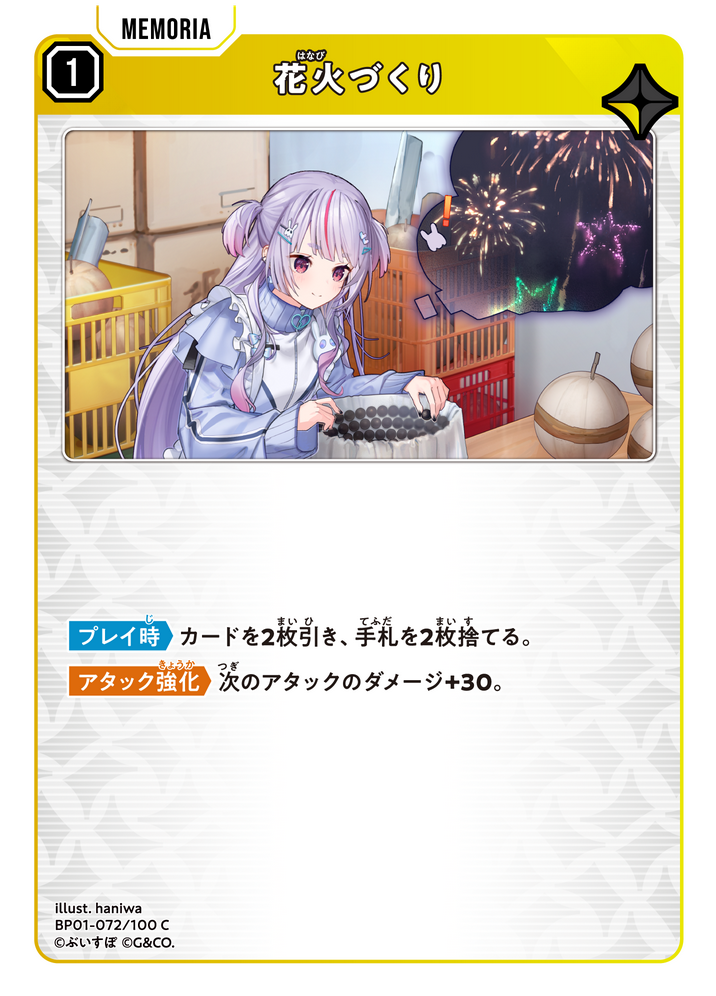 MEMORIA
1
はなび
花火づくり
じ まい ひ てふだ まい す
プレイ時 カードを2枚引き、手札を2枚捨てる。
きょうか つぎ
アタック強化 次のアタックのダメージ+30。
illust. haniwa
BP01-072/100 C
©ぶいすぽ ©G&CO.